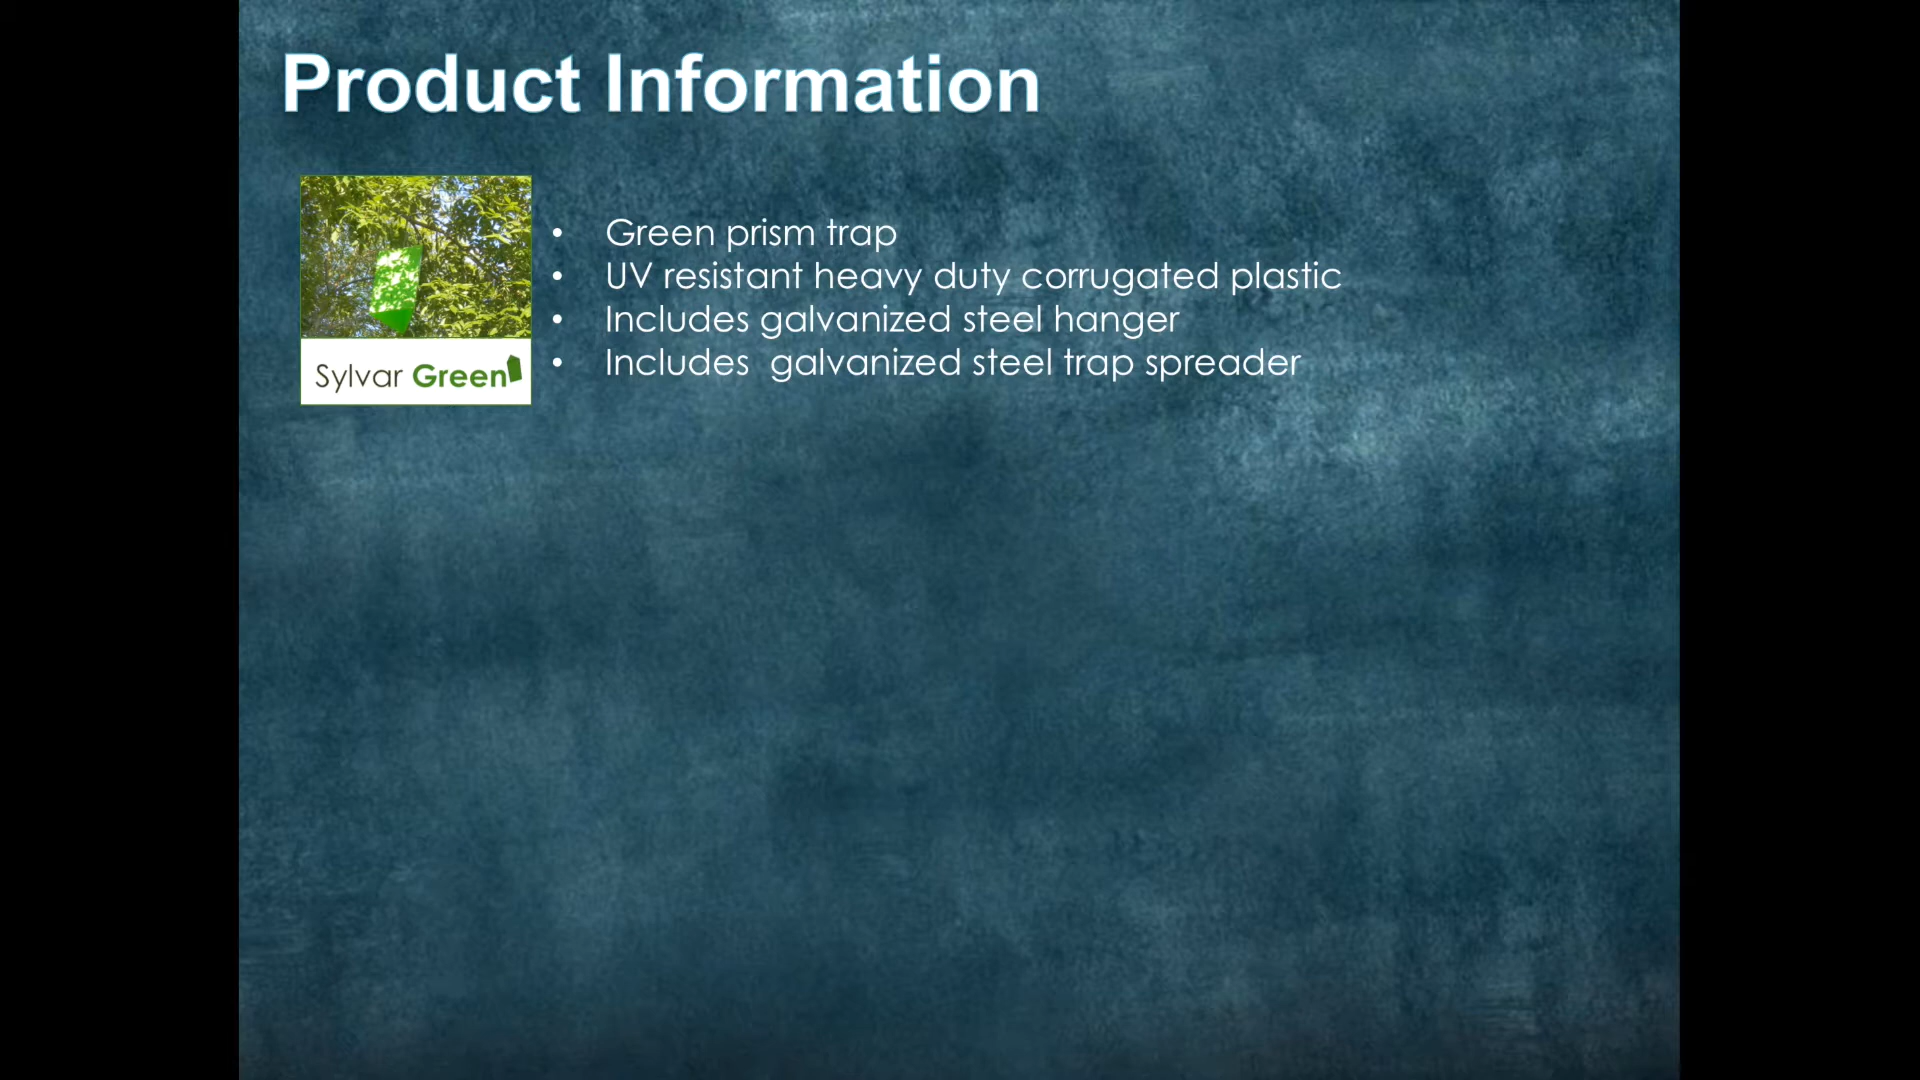 Product Information
• Green prism trap
• UV resistant heavy duty corrugated plastic
• Includes galvanized steel hanger
• Includes  galvanized steel trap spreader
Sylvar Green